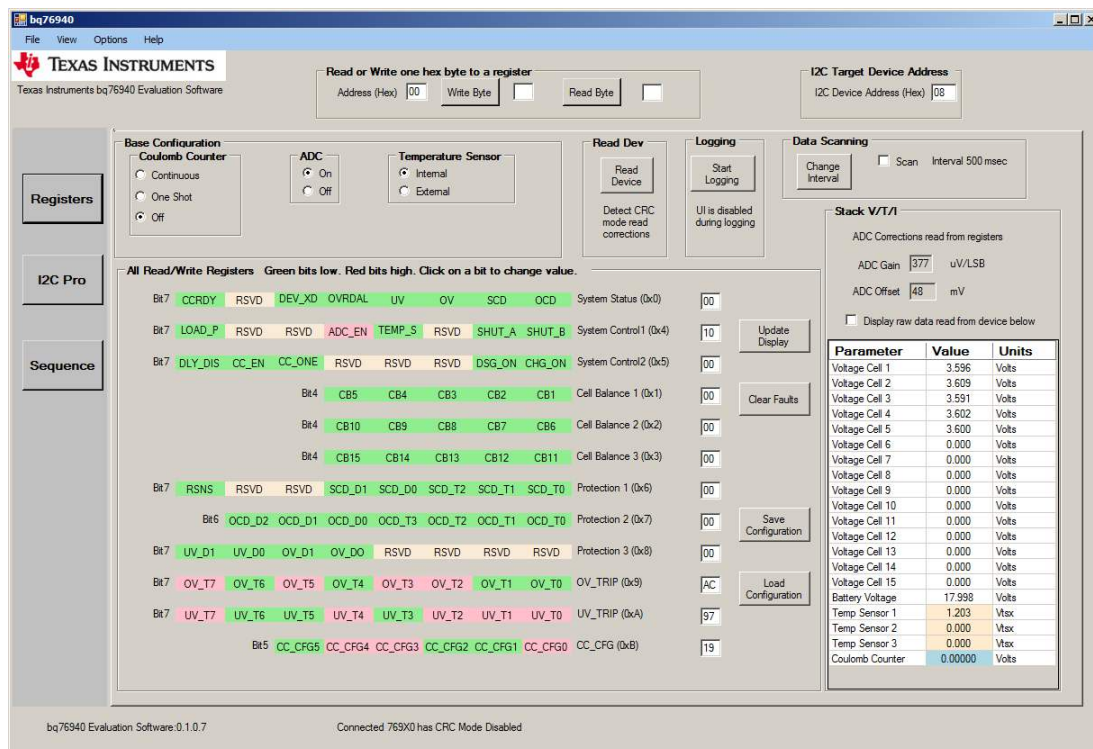 bq76940
File View Options Help
TEXAS INSTRUMENTS
Texas Instruments bq76940 Evaluation Software
Read or Write one hex byte to a register
Address (Hex) 00 Write Byte Read Byte
I2C Target Device Address
I2C Device Address (Hex) 08
Registers
I2C Pro
Sequence
Base Configuration
Coulomb Counter
Continuous
One Shot
Off
ADC
On
Off
Temperature Sensor
Internal
External
Read Dev
Read
Device
Detect CRC
mode read
corrections
Logging
Start
Logging
UI is disabled
during logging
Data Scanning
Change
Interval
Scan Interval 500 msec
All Read/Write Registers Green bits low. Red bits high. Click on a bit to change value.
Bit7 CCRDY RSVD DEV_XD OVRDAL UV OV SCD OCD System Status (0x0) 00
Bit7 LOAD_P RSVD RSVD ADC_EN TEMP_S RSVD SHUT_A SHUT_B System Control1 (0x4) 10
Bit7 DLY_DIS CC_EN CC_ONE RSVD RSVD RSVD DSG_ON CHG_ON System Control2 (0x5) 00
Bit4 CB5 CB4 CB3 CB2 CB1 Cell Balance 1 (0x1) 00
Bit4 CB10 CB9 CB8 CB7 CB6 Cell Balance 2 (0x2) 00
Bit4 CB15 CB14 CB13 CB12 CB11 Cell Balance 3 (0x3) 00
Bit7 RSNS RSVD RSVD SCD_D1 SCD_D0 SCD_T2 SCD_T1 SCD_T0 Protection 1 (0x6) 00
Bit6 OCD_D2 OCD_D1 OCD_D0 OCD_T3 OCD_T2 OCD_T1 OCD_T0 Protection 2 (0x7) 00
Bit7 UV_D1 UV_D0 OV_D1 OV_DO RSVD RSVD RSVD RSVD Protection 3 (0x8) 00
Bit7 OV_T7 OV_T6 OV_T5 OV_T4 OV_T3 OV_T2 OV_T1 OV_T0 OV_TRIP (0x9) AC
Bit7 UV_T7 UV_T6 UV_T5 UV_T4 UV_T3 UV_T2 UV_T1 UV_T0 UV_TRIP (0xA) 97
Bit5 CC_CFG5 CC_CFG4 CC_CFG3 CC_CFG2 CC_CFG1 CC_CFG0 CC_CFG (0xB) 19
Update
Display
Clear Faults
Save
Configuration
Load
Configuration
Stack V/T/I
ADC Corrections read from registers
ADC Gain 377 uV/LSB
ADC Offset 48 mV
Display raw data read from device below
Parameter Value Units
Voltage Cell 1 3.596 Volts
Voltage Cell 2 3.609 Volts
Voltage Cell 3 3.591 Volts
Voltage Cell 4 3.602 Volts
Voltage Cell 5 3.600 Volts
Voltage Cell 6 0.000 Volts
Voltage Cell 7 0.000 Volts
Voltage Cell 8 0.000 Volts
Voltage Cell 9 0.000 Volts
Voltage Cell 10 0.000 Volts
Voltage Cell 11 0.000 Volts
Voltage Cell 12 0.000 Volts
Voltage Cell 13 0.000 Volts
Voltage Cell 14 0.000 Volts
Voltage Cell 15 0.000 Volts
Battery Voltage 17.998 Volts
Temp Sensor 1 1.203 Vtsx
Temp Sensor 2 0.000 Vtsx
Temp Sensor 3 0.000 Vtsx
Coulomb Counter 0.00000 Volts
bq76940 Evaluation Software:0.1.0.7 Connected 769X0 has CRC Mode Disabled